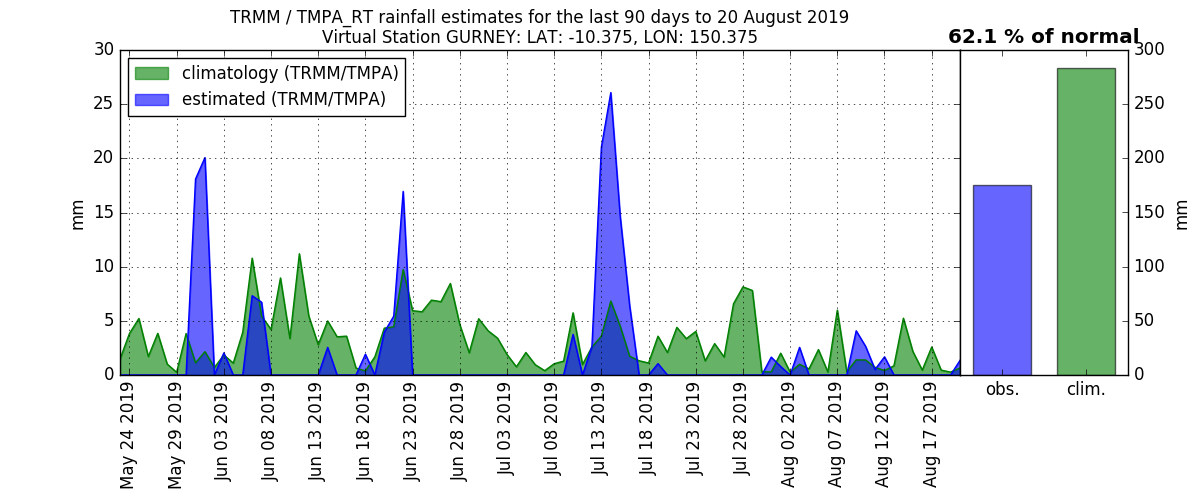 TRMM / TMPA_RT rainfall estimates for the last 90 days to 20 August 2019
Virtual Station GURNEY: LAT: -10.375, LON: 150.375
62.1 % of normal
climatology (TRMM/TMPA)
estimated (TRMM/TMPA)
30
25
20
15
10
5
0
mm
May 24 2019
May 29 2019
Jun 03 2019
Jun 08 2019
Jun 13 2019
Jun 18 2019
Jun 23 2019
Jun 28 2019
Jul 03 2019
Jul 08 2019
Jul 13 2019
Jul 18 2019
Jul 23 2019
Jul 28 2019
Aug 02 2019
Aug 07 2019
Aug 12 2019
Aug 17 2019
obs.
clim.
300
250
200
150
100
50
0
mm